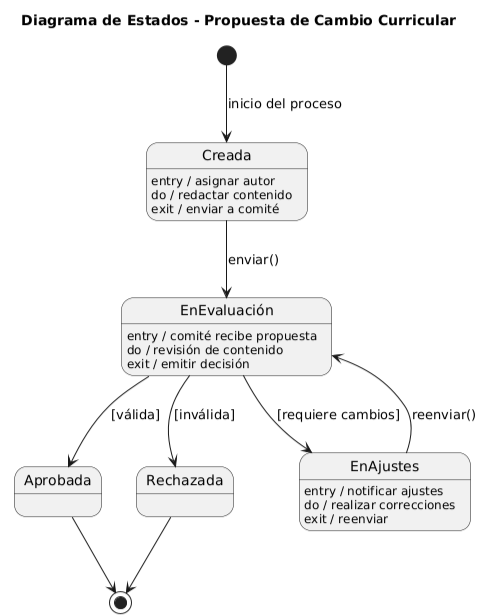 Diagrama de Estados - Propuesta de Cambio Curricular
inicio del proceso
Creada
entry / asignar autor
do / redactar contenido
exit / enviar a comité
enviar()
EnEvaluación
entry / comité recibe propuesta
do / revisión de contenido
exit / emitir decisión
[válida]
[inválida]
[requiere cambios]
reenviar()
Aprobada
Rechazada
EnAjustes
entry / notificar ajustes
do / realizar correcciones
exit / reenviar